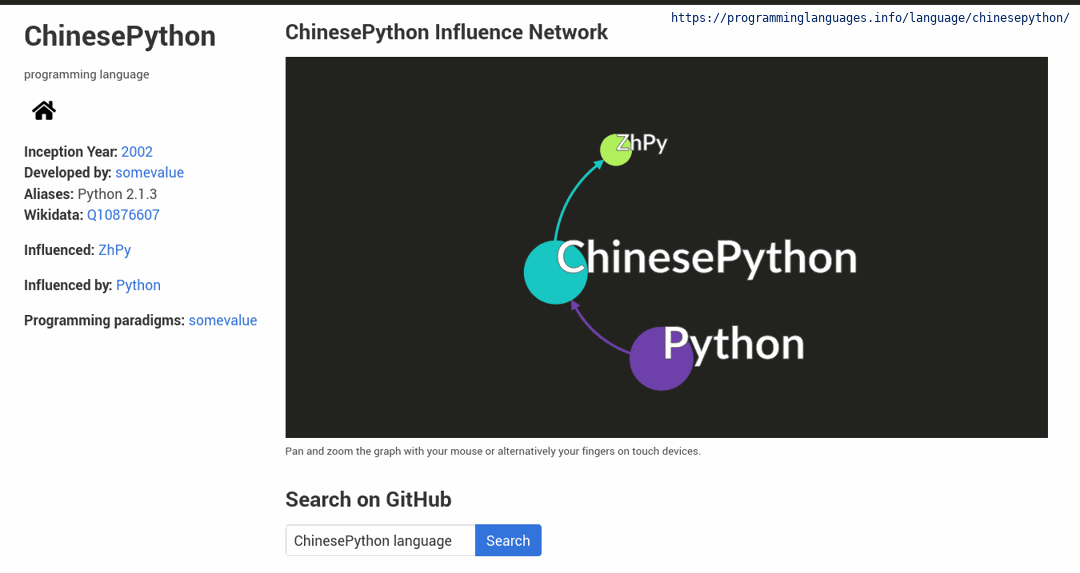 https://programminglanguages.info/language/chinesepython/
ChinesePython
programming language
Inception Year: 2002
Developed by: somevalue
Aliases: Python 2.1.3
Wikidata: Q10876607
Influenced: ZhPy
Influenced by: Python
Programming paradigms: somevalue
ChinesePython Influence Network
ZhPy
ChinesePython
Python
Pan and zoom the graph with your mouse or alternatively your fingers on touch devices.
Search on GitHub
ChinesePython language
Search